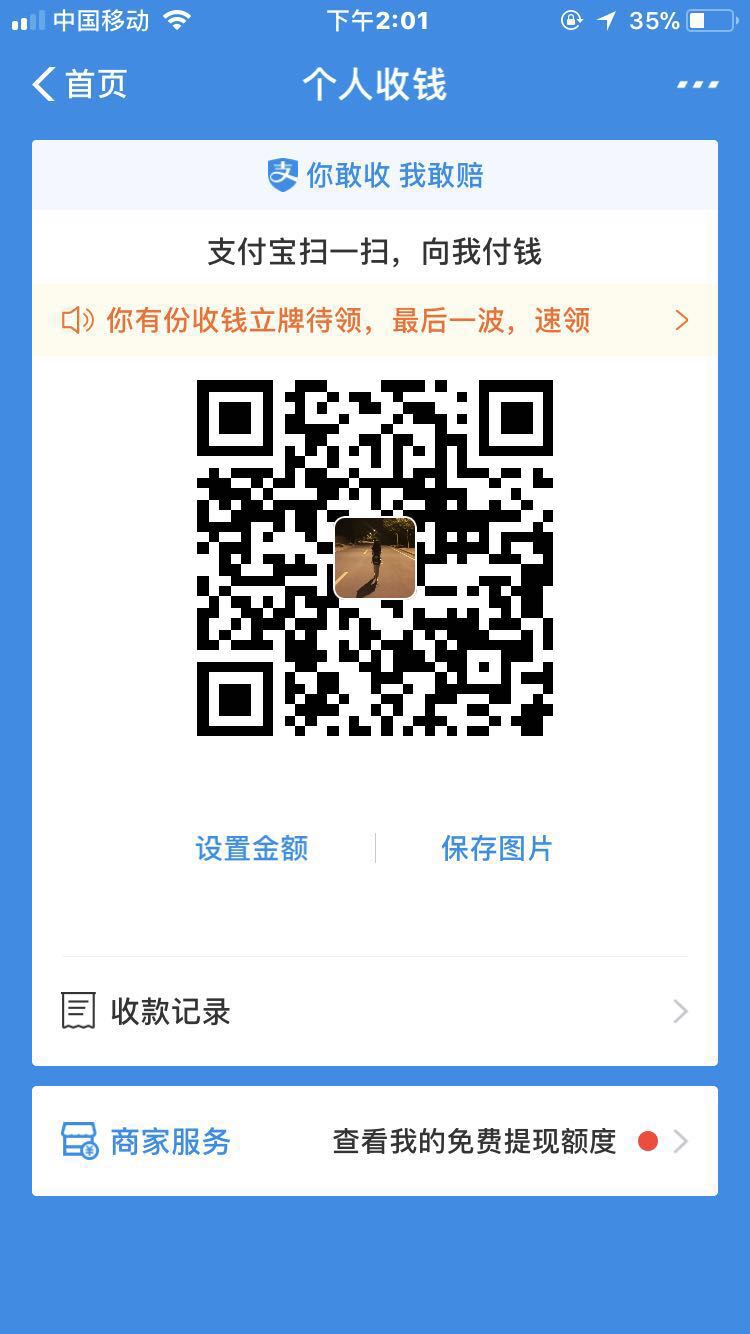 中国移动 下午2:01 35%
首页 个人收钱
你敢收 我敢赔
支付宝扫一扫，向我付钱
你有份收钱立牌待领，最后一波，速领
设置金额 保存图片
收款记录
商家服务 查看我的免费提现额度